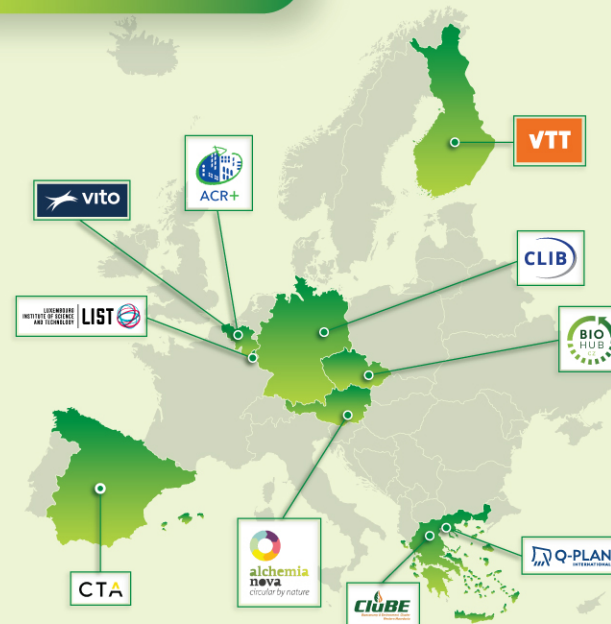 VTT
ACR+
vito
CLIB
LUXEMBOURG
INSTITUTE OF SCIENCE
AND TECHNOLOGY
LIST
BIO
HUB
CZ
alchemia
nova
circular by nature
Q-PLAN
INTERNATIONAL
CTA
CluBE